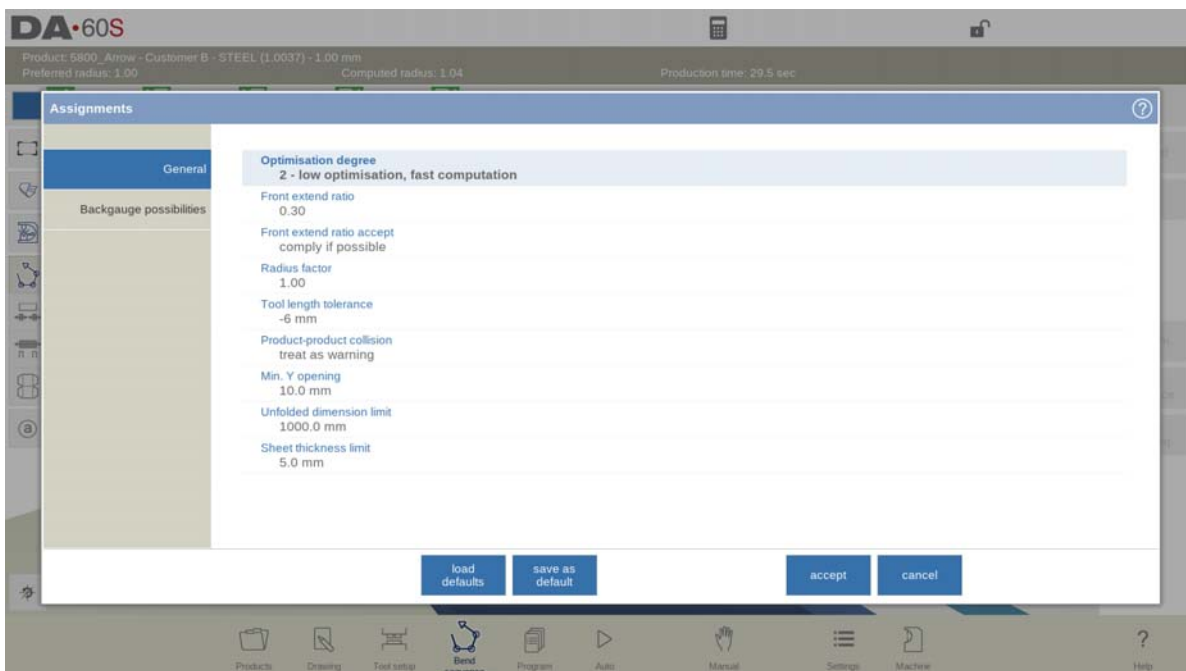 DA•60S
Product: 5800_Arrow - Customer B - STEEL (1.0037) - 1.00 mm
Preferred radius: 1.00 Computed radius: 1.04 Production time: 29.5 sec
Assignments
General
Backgauge possibilities
Optimisation degree
2 - low optimisation, fast computation
Front extend ratio
0.30
Front extend ratio accept
comply if possible
Radius factor
1.00
Tool length tolerance
-6 mm
Product-product collision
treat as warning
Min. Y opening
10.0 mm
Unfolded dimension limit
1000.0 mm
Sheet thickness limit
5.0 mm
load defaults
save as default
accept
cancel
Products Drawing Tool setup Bend Program Auto Manual Settings Machine Help